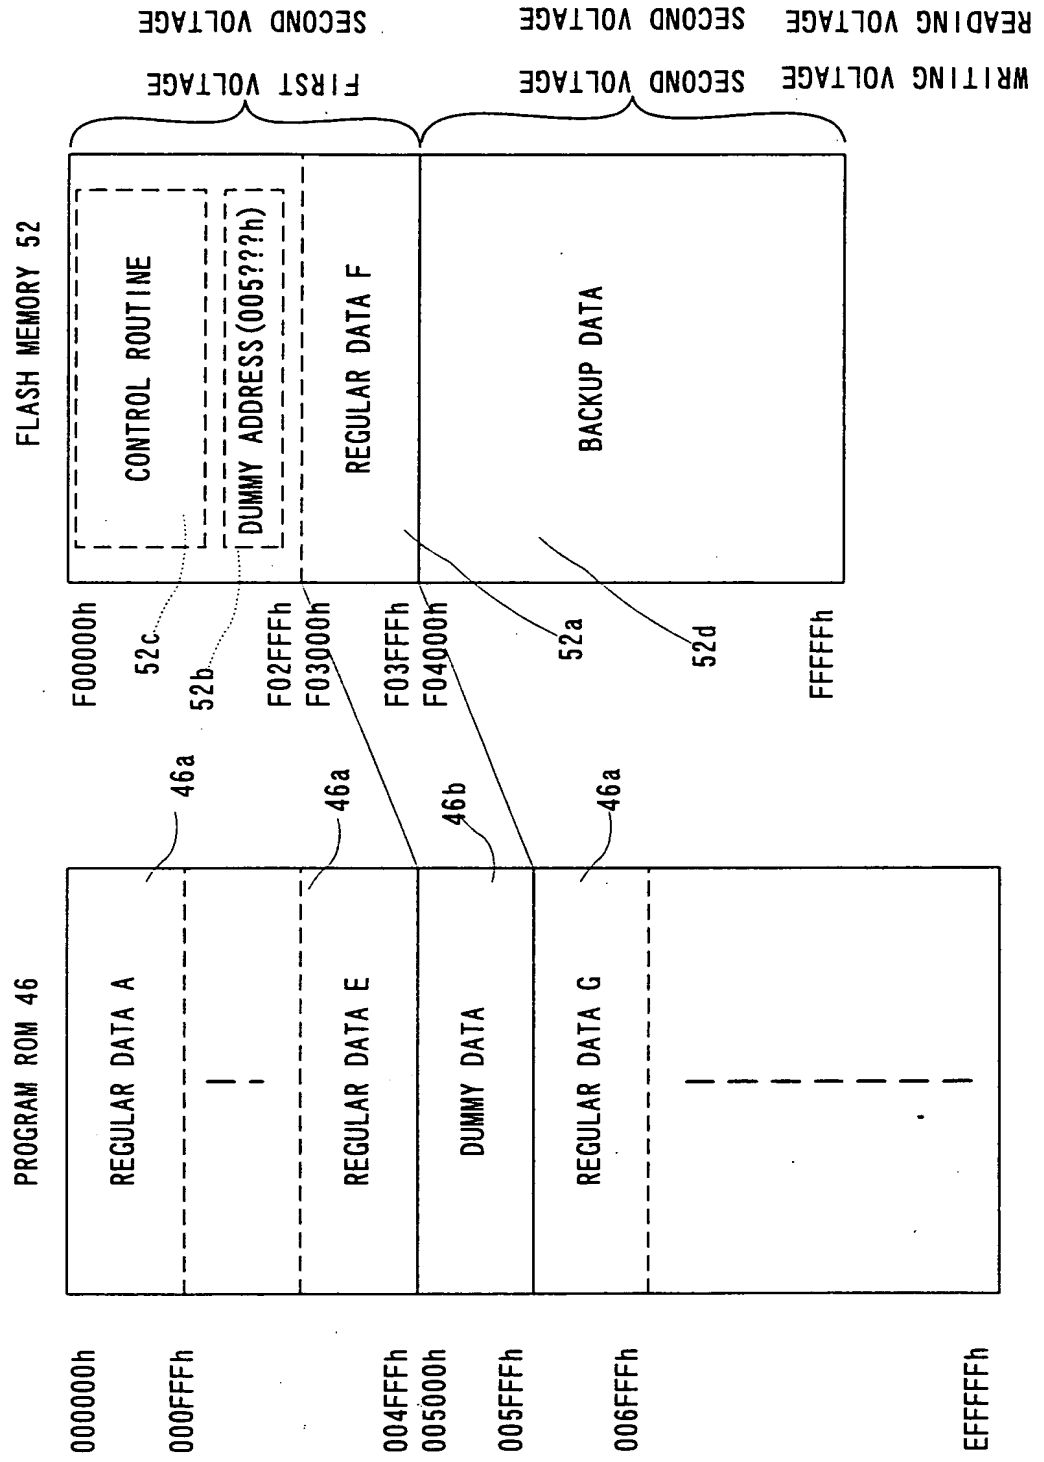 PROGRAM ROM 46
000000h
REGULAR DATA A
46a
000FFFh
REGULAR DATA E
46a
004FFFh
005000h
DUMMY DATA
46b
005FFFh
REGULAR DATA G
46a
006FFFh
EFFFFFh
FLASH MEMORY 52
F00000h
CONTROL ROUTINE
52c
DUMMY ADDRESS(005???h)
52b
F02FFFh
F03000h
REGULAR DATA F
52a
F03FFFh
F04000h
BACKUP DATA
52d
FFFFFh
WRITING VOLTAGE
READING VOLTAGE
FIRST VOLTAGE
SECOND VOLTAGE
SECOND VOLTAGE
SECOND VOLTAGE